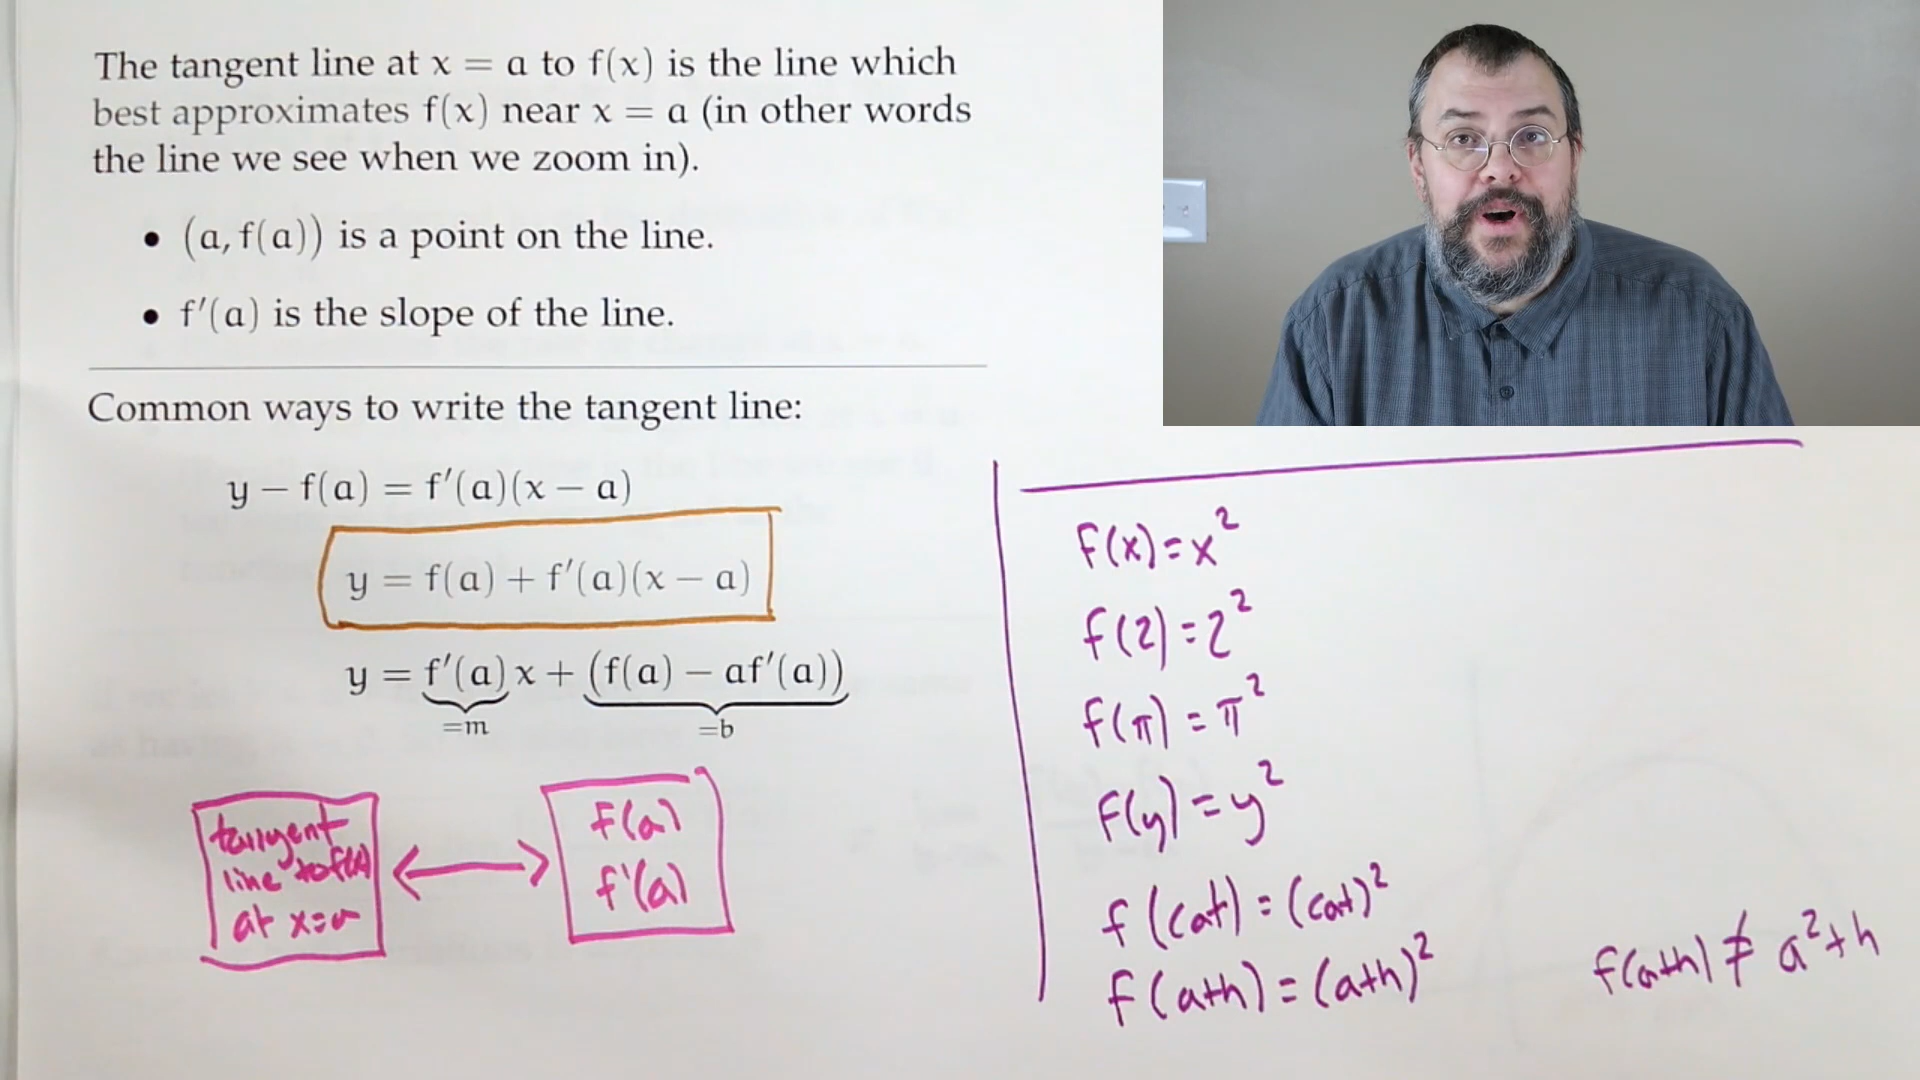 The tangent line at x = a to f(x) is the line which
best approximates f(x) near x = a (in other words
the line we see when we zoom in).
• (a, f(a)) is a point on the line.
• f′(a) is the slope of the line.
Common ways to write the tangent line:
y − f(a) = f′(a)(x − a)
y = f(a) + f′(a)(x − a)
y = f′(a) x + (f(a) − af′(a))
=m =b
tangent
line to f(x)
at x=a
f(a)
f'(a)
f(x)=x²
f(2)=2²
f(π)=π²
f(y)=y²
f(cat)=(cat)²
f(a+h)=(a+h)²
f(a+h)≠a²+h